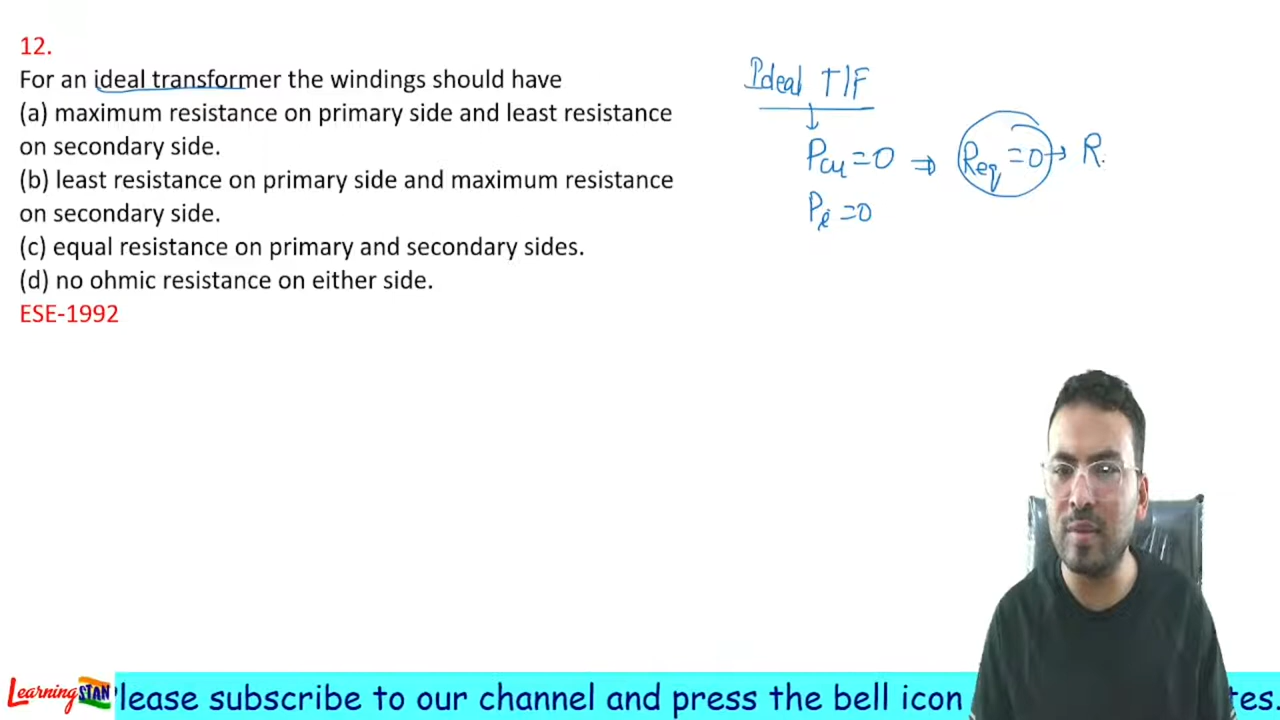 12.
For an ideal transformer the windings should have
(a) maximum resistance on primary side and least resistance
on secondary side.
(b) least resistance on primary side and maximum resistance
on secondary side.
(c) equal resistance on primary and secondary sides.
(d) no ohmic resistance on either side.
ESE-1992
Ideal T/F
↓
Pcu = 0 ⇒ Req = 0 → R
Pi = 0
Learning STAN
Please subscribe to our channel and press the bell icon
tes.